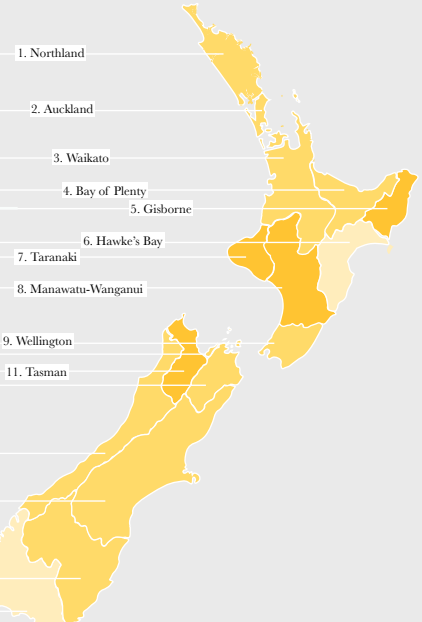 1. Northland
2. Auckland
3. Waikato
4. Bay of Plenty
5. Gisborne
6. Hawke's Bay
7. Taranaki
8. Manawatu-Wanganui
9. Wellington
11. Tasman